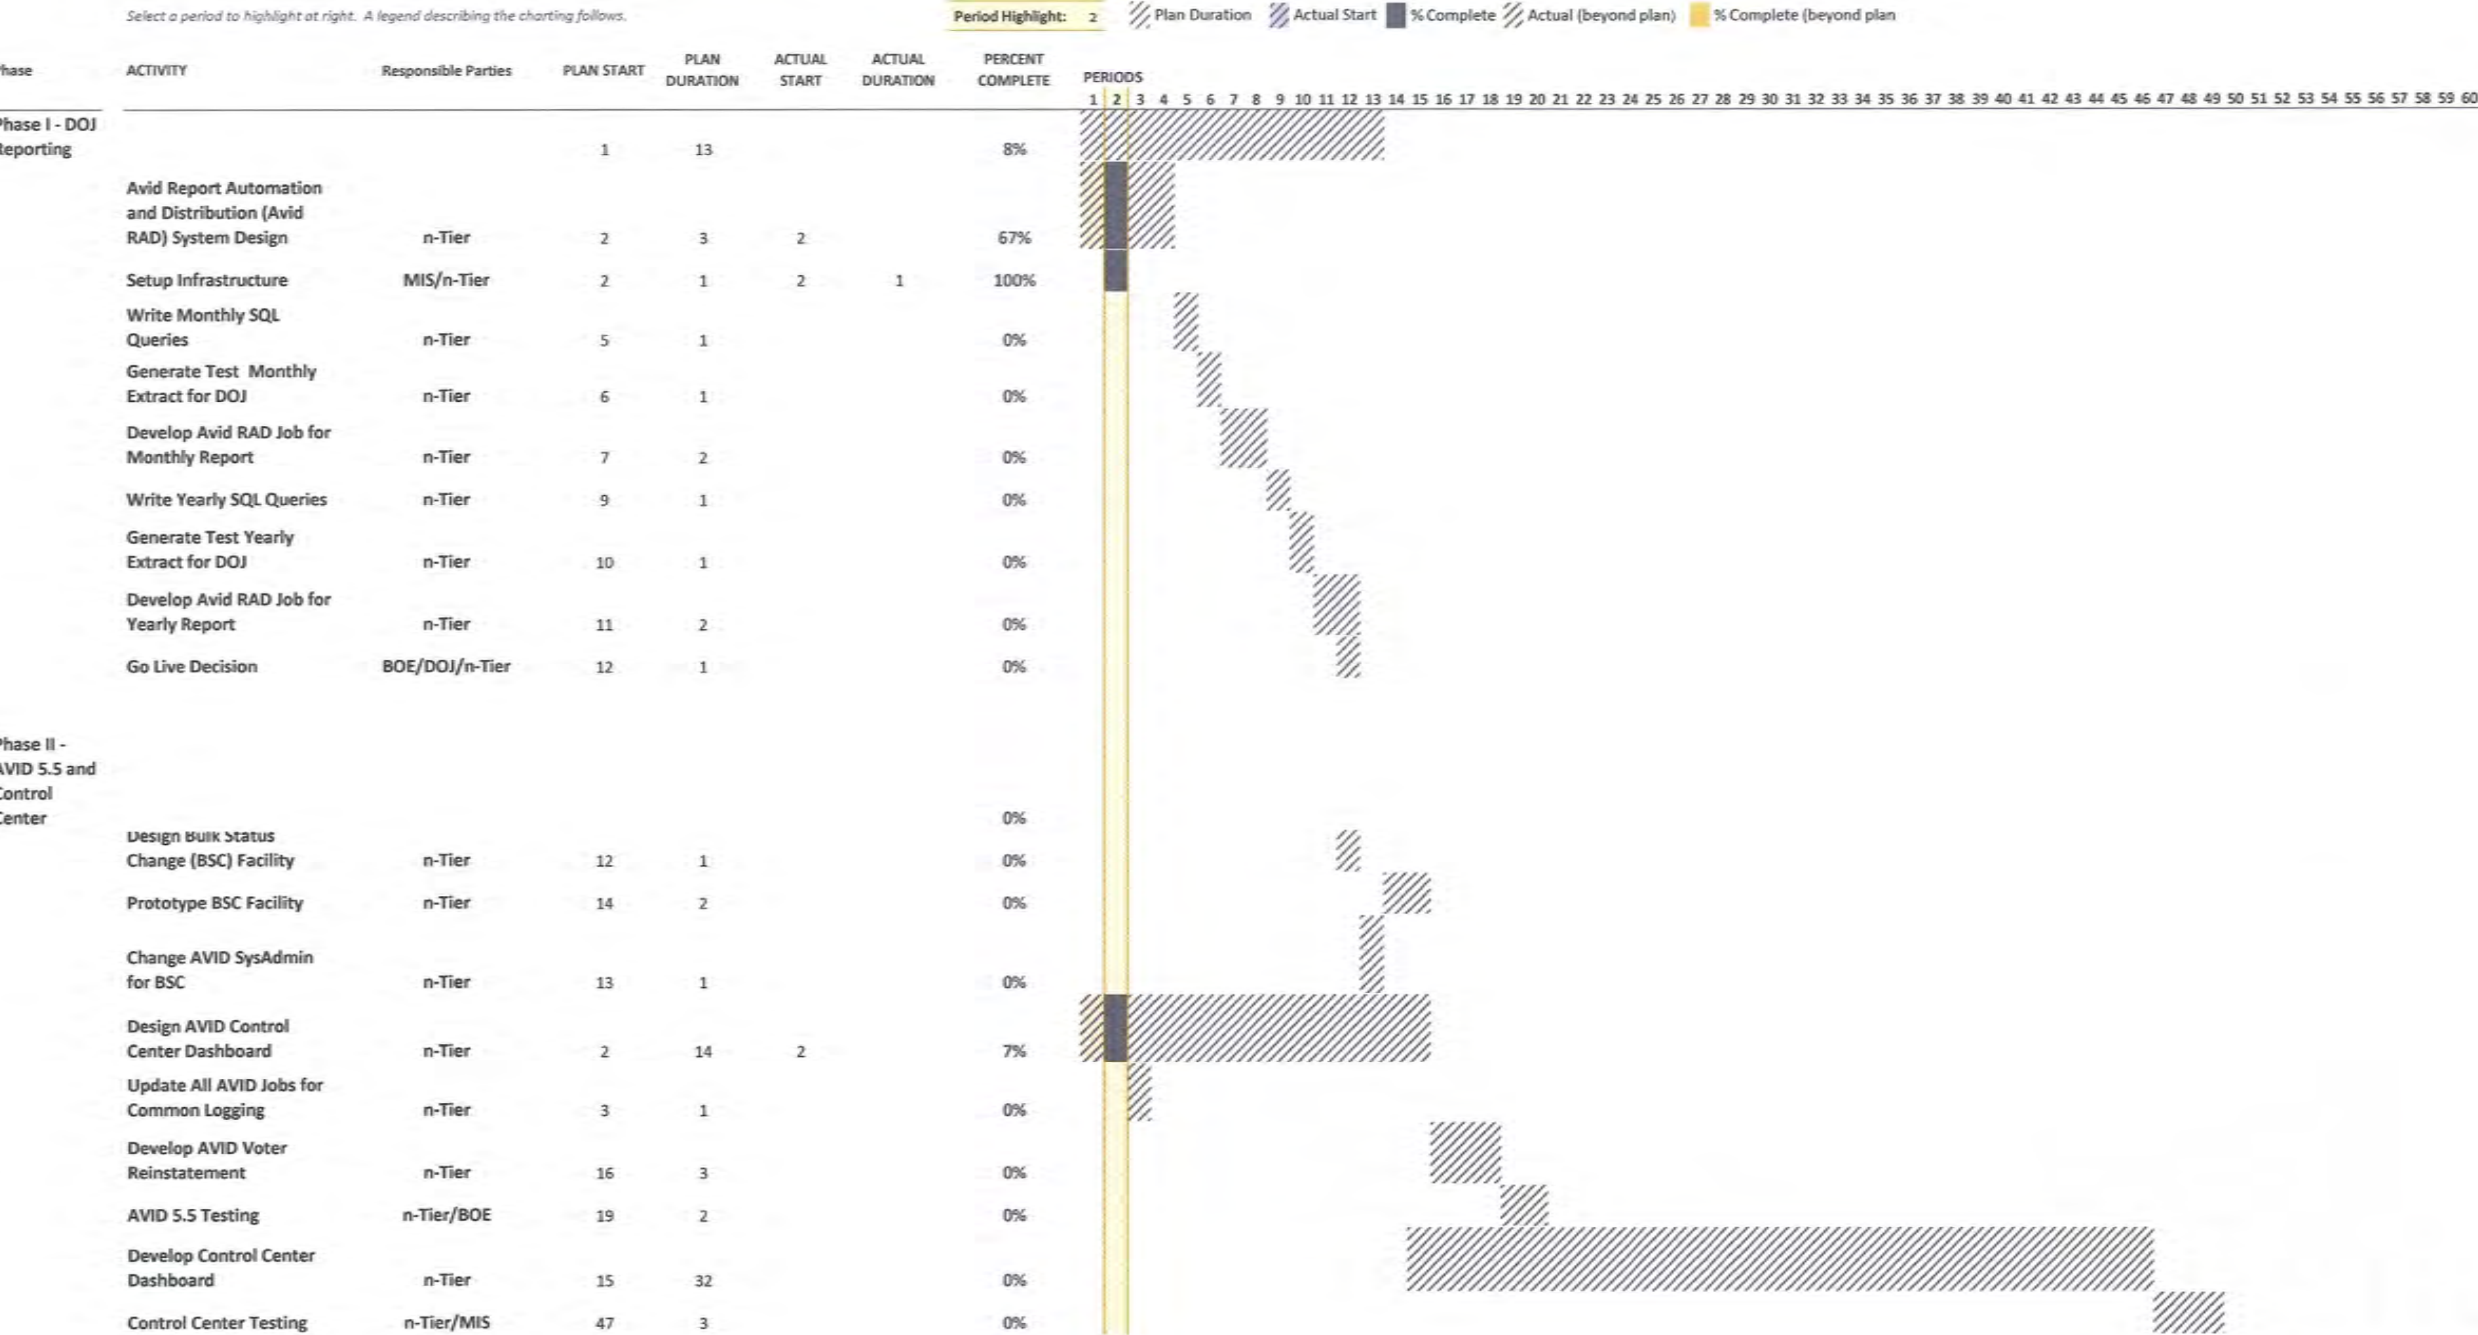 Select a period to highlight at right. A legend describing the charting follows.
Period Highlight: 2
Plan Duration
Actual Start
% Complete
Actual (beyond plan)
% Complete (beyond plan
hase
ACTIVITY
Responsible Parties
PLAN START
PLAN DURATION
ACTUAL START
ACTUAL DURATION
PERCENT COMPLETE
PERIODS
1 2 3 4 5 6 7 8 9 10 11 12 13 14 15 16 17 18 19 20 21 22 23 24 25 26 27 28 29 30 31 32 33 34 35 36 37 38 39 40 41 42 43 44 45 46 47 48 49 50 51 52 53 54 55 56 57 58 59 60
Phase I - DOJ
Reporting
1 13 8%
Avid Report Automation
and Distribution (Avid
RAD) System Design n-Tier 2 3 2 67%
Setup Infrastructure MIS/n-Tier 2 1 2 1 100%
Write Monthly SQL
Queries n-Tier 5 1 0%
Generate Test Monthly
Extract for DOJ n-Tier 6 1 0%
Develop Avid RAD Job for
Monthly Report n-Tier 7 2 0%
Write Yearly SQL Queries n-Tier 9 1 0%
Generate Test Yearly
Extract for DOJ n-Tier 10 1 0%
Develop Avid RAD Job for
Yearly Report n-Tier 11 2 0%
Go Live Decision BOE/DOJ/n-Tier 12 1 0%
Phase II -
AVID 5.5 and
Control
Center 0%
Design Bulk Status
Change (BSC) Facility n-Tier 12 1 0%
Prototype BSC Facility n-Tier 14 2 0%
Change AVID SysAdmin
for BSC n-Tier 13 1 0%
Design AVID Control
Center Dashboard n-Tier 2 14 2 7%
Update All AVID Jobs for
Common Logging n-Tier 3 1 0%
Develop AVID Voter
Reinstatement n-Tier 16 3 0%
AVID 5.5 Testing n-Tier/BOE 19 2 0%
Develop Control Center
Dashboard n-Tier 15 32 0%
Control Center Testing n-Tier/MIS 47 3 0%